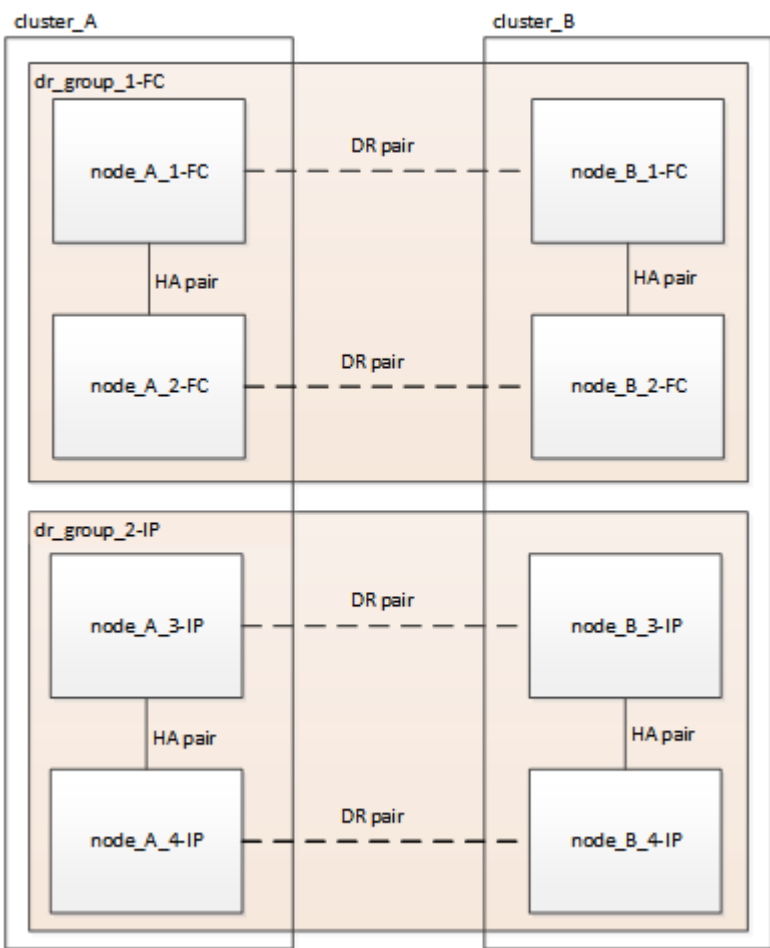 cluster_A
cluster_B
dr_group_1-FC
node_A_1-FC
DR pair
node_B_1-FC
HA pair
HA pair
node_A_2-FC
DR pair
node_B_2-FC
dr_group_2-IP
node_A_3-IP
DR pair
node_B_3-IP
HA pair
HA pair
node_A_4-IP
DR pair
node_B_4-IP